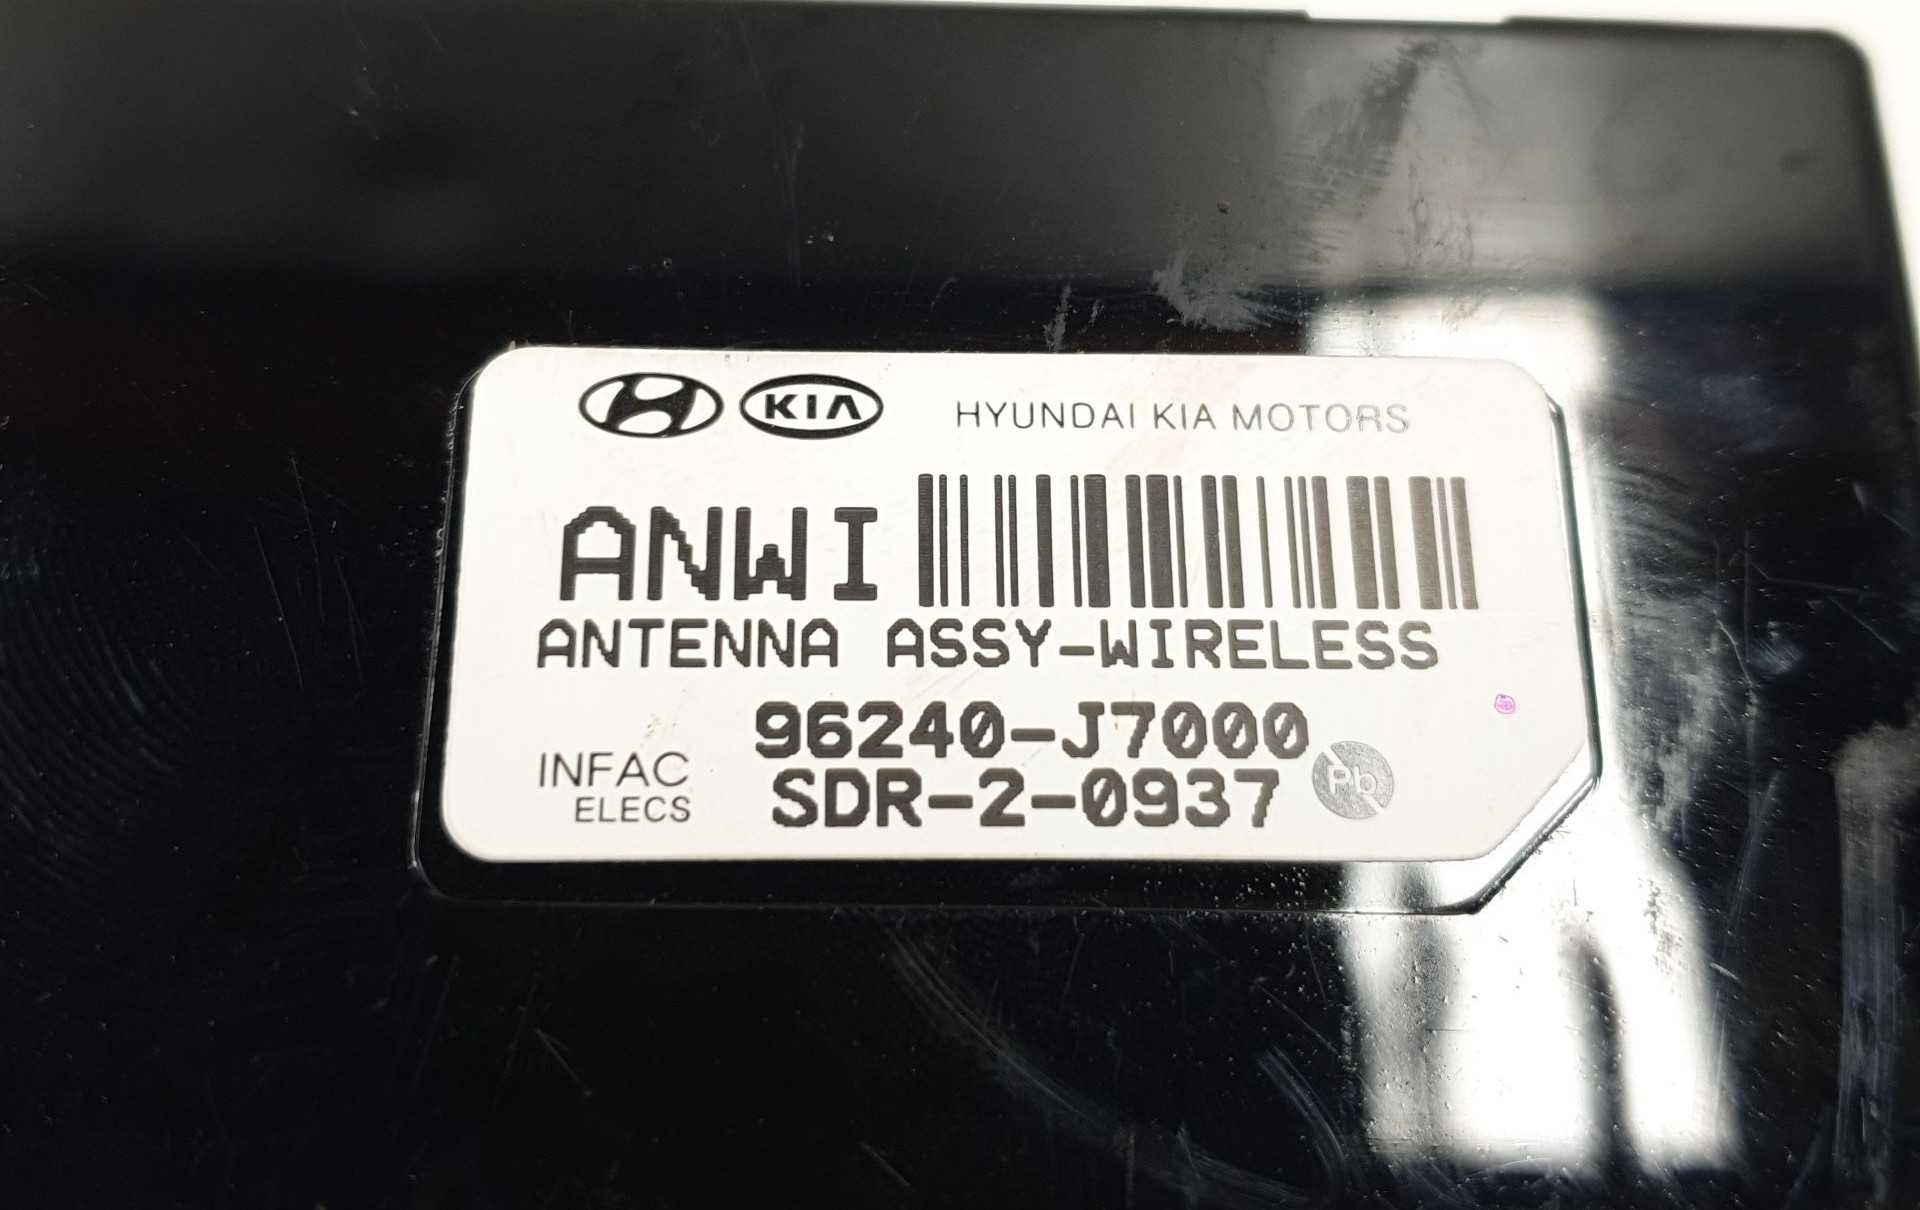 KIA HYUNDAI KIA MOTORS
ANWI
ANTENNA ASSY-WIRELESS
96240-J7000
INFAC
ELECS
SDR-2-0937
Pb